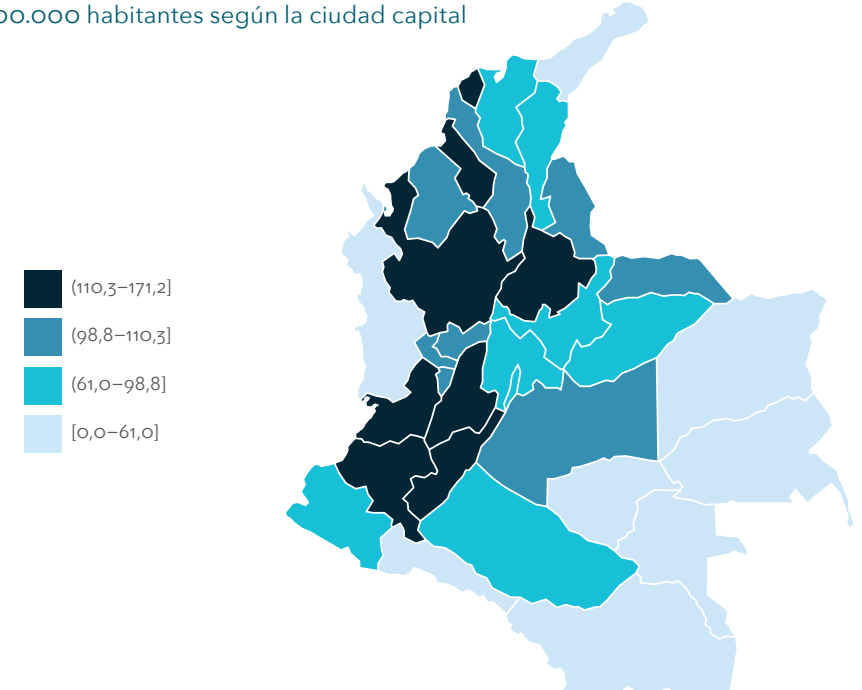 00.000 habitantes según la ciudad capital
(110,3–171,2]
(98,8–110,3]
(61,0–98,8]
[0,0–61,0]